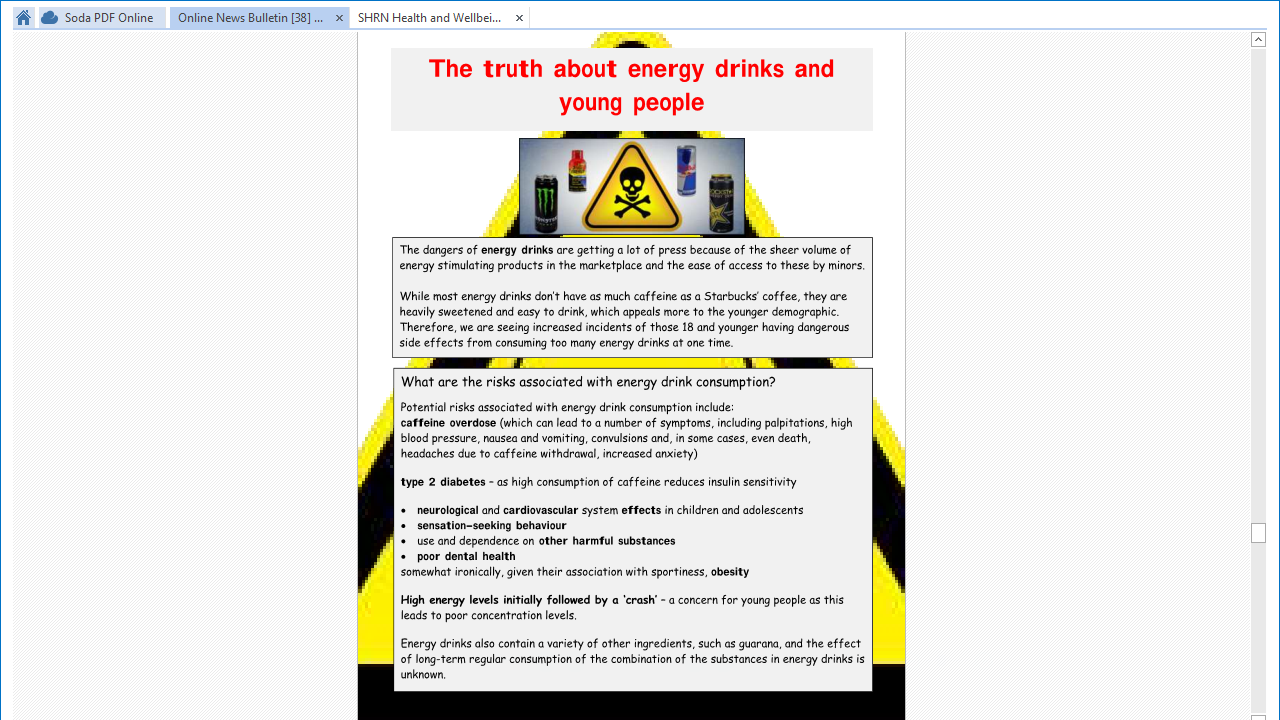 Soda PDF Online
Online News Bulletin [38] ...
SHRN Health and Wellbei...
The truth about energy drinks and
young people
The dangers of energy drinks are getting a lot of press because of the sheer volume of
energy stimulating products in the marketplace and the ease of access to these by minors.
While most energy drinks don't have as much caffeine as a Starbucks' coffee, they are
heavily sweetened and easy to drink, which appeals more to the younger demographic.
Therefore, we are seeing increased incidents of those 18 and younger having dangerous
side effects from consuming too many energy drinks at one time.
What are the risks associated with energy drink consumption?
Potential risks associated with energy drink consumption include:
caffeine overdose (which can lead to a number of symptoms, including palpitations, high
blood pressure, nausea and vomiting, convulsions and, in some cases, even death,
headaches due to caffeine withdrawal, increased anxiety)
type 2 diabetes – as high consumption of caffeine reduces insulin sensitivity
• neurological and cardiovascular system effects in children and adolescents
• sensation-seeking behaviour
• use and dependence on other harmful substances
• poor dental health
somewhat ironically, given their association with sportiness, obesity
High energy levels initially followed by a 'crash' – a concern for young people as this
leads to poor concentration levels.
Energy drinks also contain a variety of other ingredients, such as guarana, and the effect
of long-term regular consumption of the combination of the substances in energy drinks is
unknown.